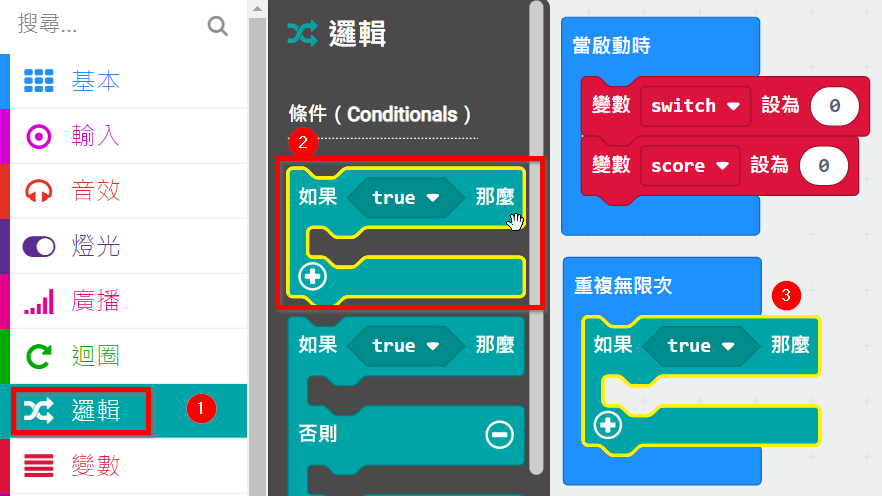 搜尋...
基本
輸入
音效
燈光
廣播
迴圈
邏輯
1
變數
邏輯
條件（Conditionals）
2
如果 true 那麼
如果 true 那麼
否則
當啟動時
變數 switch 設為 0
變數 score 設為 0
重複無限次
3
如果 true 那麼